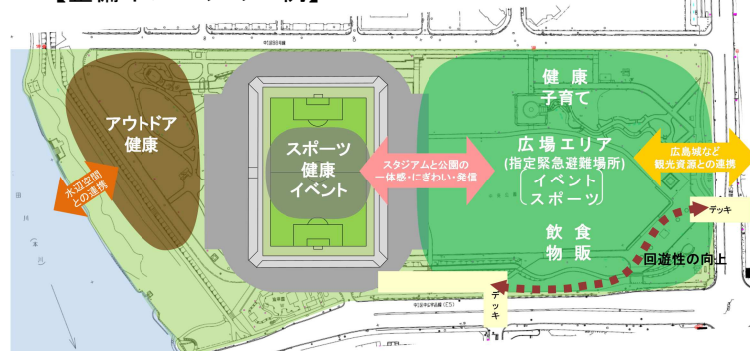 アウトドア
健康
水辺空間
との連携
スポーツ
健康
イベント
スタジアムと公園の
一体感・にぎわい・発信
健 康
子育て
広場エリア
(指定緊急避難場所)
イベント
スポーツ
飲 食
物 販
広島城など
観光資源との連携
デッキ
回遊性の向上
デッキ